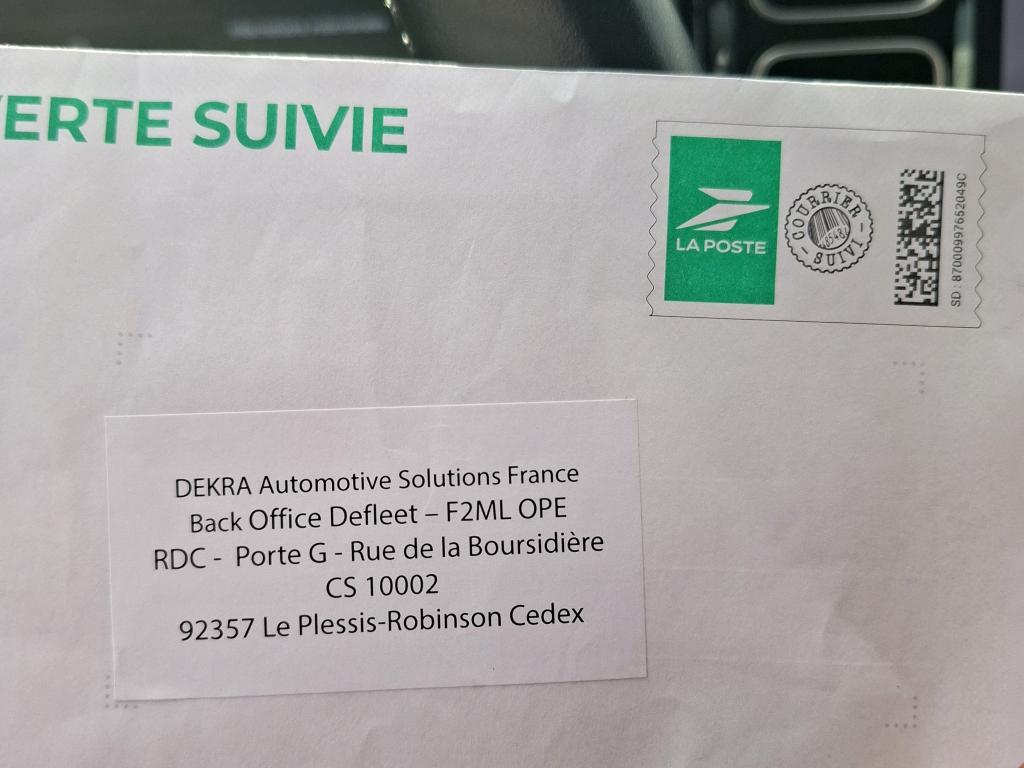 VERTE SUIVIE
LA POSTE
COURRIER
SUIVI
SD : 87000997652049C
DEKRA Automotive Solutions France
Back Office Defleet – F2ML OPE
RDC - Porte G - Rue de la Boursidière
CS 10002
92357 Le Plessis-Robinson Cedex